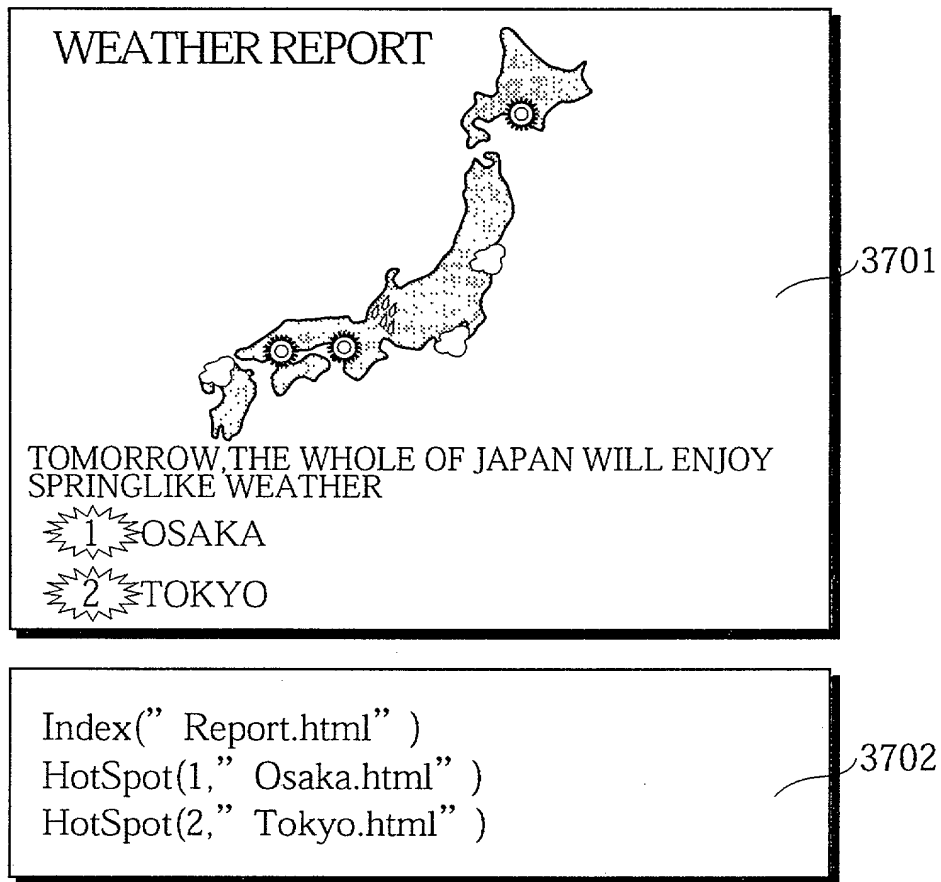 WEATHER REPORT
3701
TOMORROW,THE WHOLE OF JAPAN WILL ENJOY
SPRINGLIKE WEATHER
1 OSAKA
2 TOKYO
Index(” Report.html” )
HotSpot(1,” Osaka.html” )
3702
HotSpot(2,” Tokyo.html” )